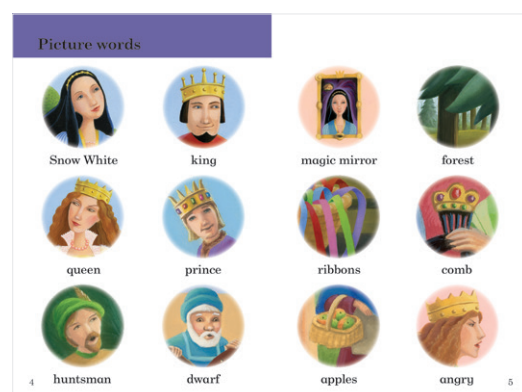 Picture words
Snow White king
queen prince
huntsman dwarf
4
magic mirror forest
ribbons comb
apples angry
5